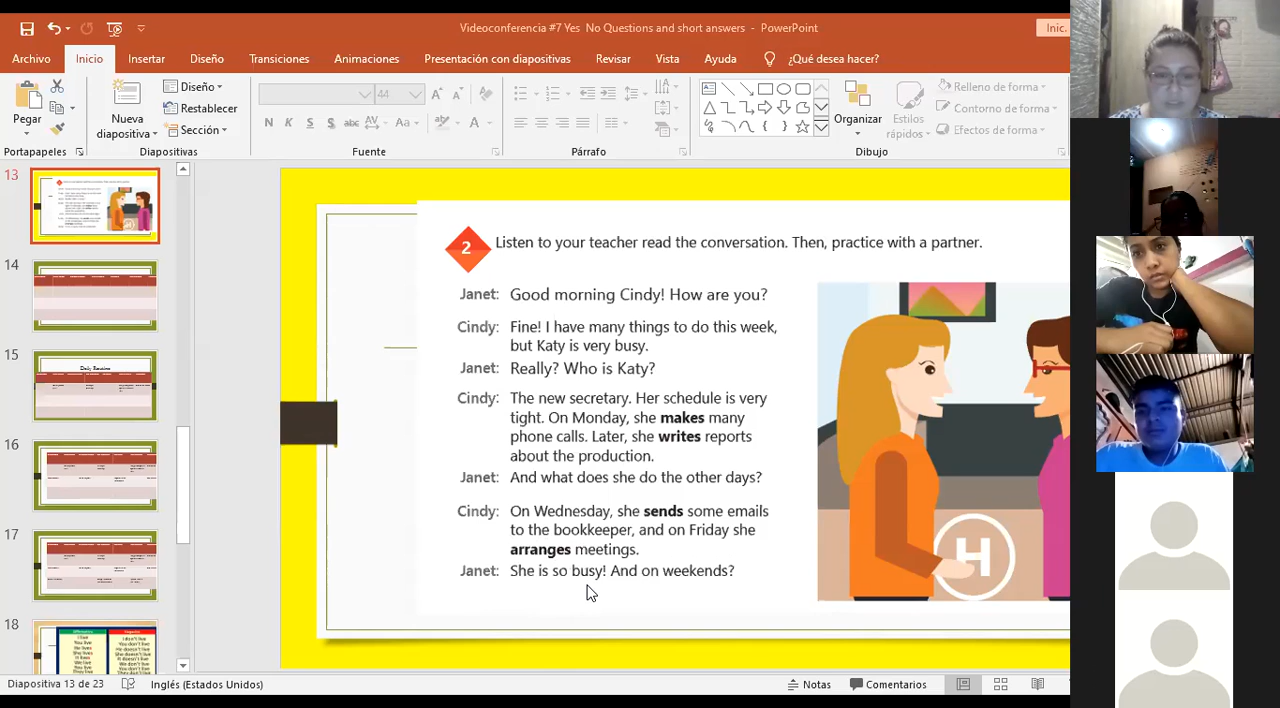 Videoconferencia #7 Yes No Questions and short answers - PowerPoint
Inic.
Archivo Inicio Insertar Diseño Transiciones Animaciones Presentación con diapositivas Revisar Vista Ayuda ¿Qué desea hacer?
Pegar
Nueva diapositiva
Diseño
Restablecer
Sección
44
N K S S abc AV Aa A
Organizar
Estilos rápidos
Relleno de forma
Contorno de forma
Efectos de forma
Portapapeles Diapositivas Fuente Párrafo Dibujo
13
14
15
Daily Routine
16
17
18
2
Listen to your teacher read the conversation. Then, practice with a partner.
Janet: Good morning Cindy! How are you?
Cindy: Fine! I have many things to do this week,
but Katy is very busy.
Janet: Really? Who is Katy?
Cindy: The new secretary. Her schedule is very
tight. On Monday, she makes many
phone calls. Later, she writes reports
about the production.
Janet: And what does she do the other days?
Cindy: On Wednesday, she sends some emails
to the bookkeeper, and on Friday she
arranges meetings.
Janet: She is so busy! And on weekends?
H
Diapositiva 13 de 23 Inglés (Estados Unidos) Notas Comentarios